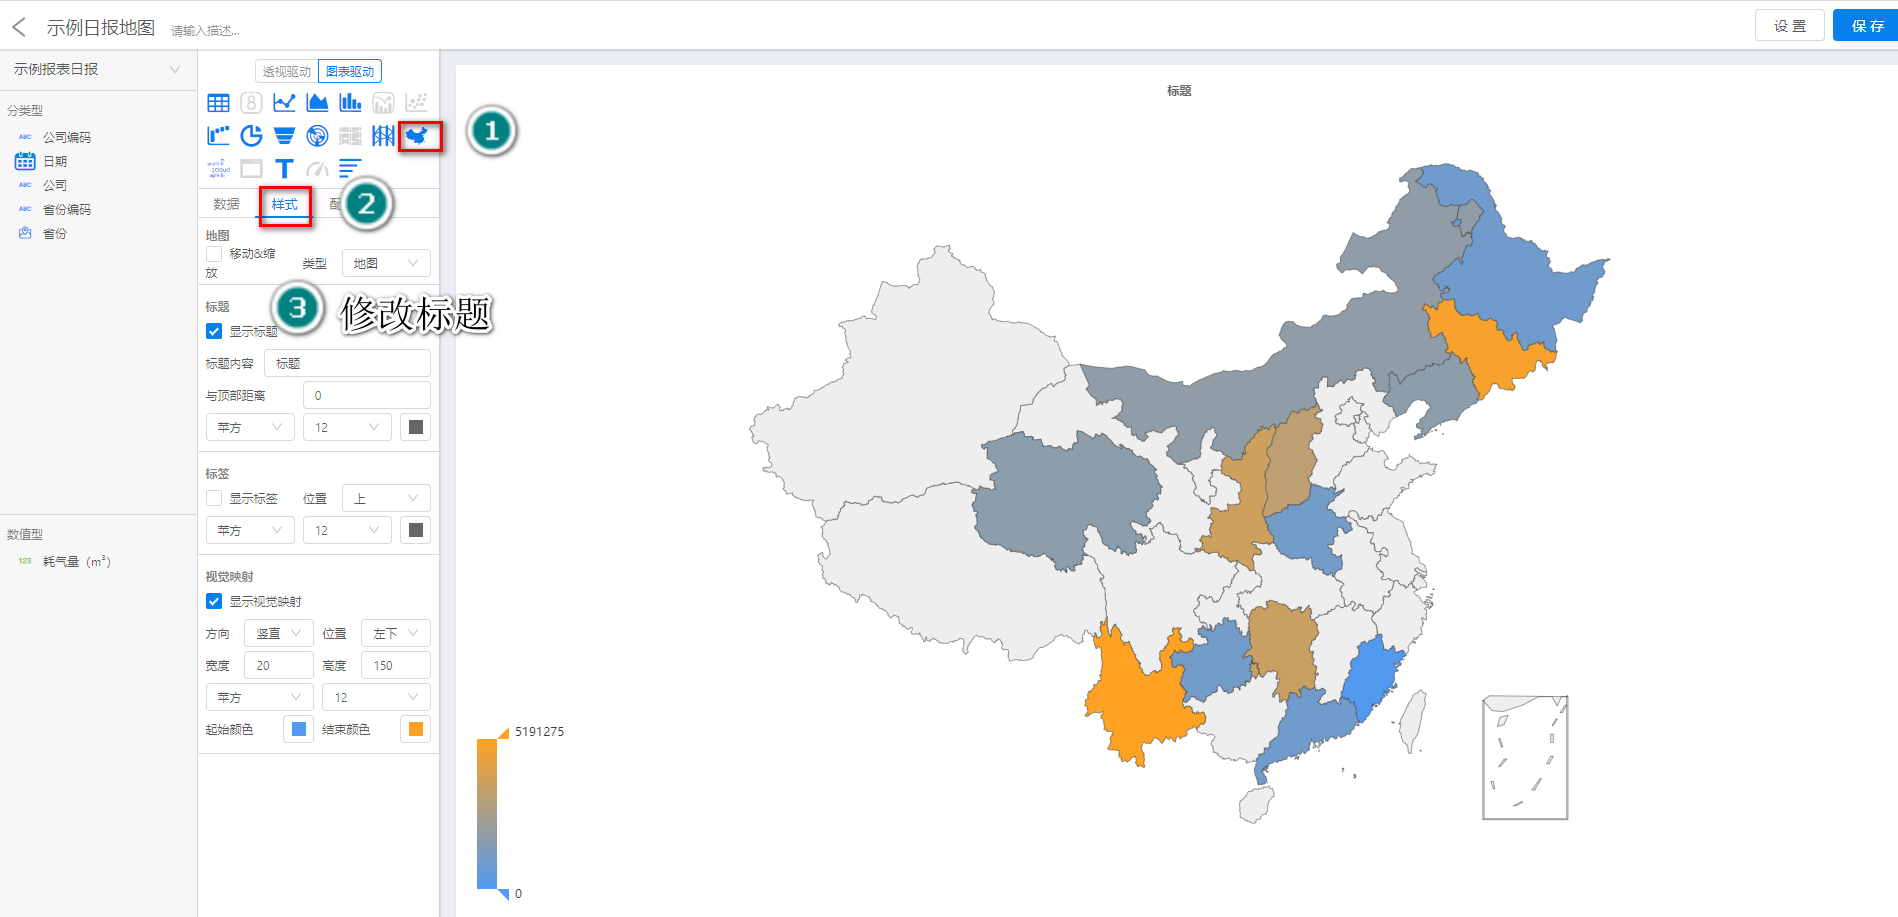 示例日报地图 请输入描述... 设 置 保 存
示例报表日报
分类型
ABC 公司编码
日期
ABC 公司
ABC 省份编码
省份
数值型
123 耗气量（m³）
透视驱动 图表驱动
1
数据 样式 配
2
地图
移动&缩放 类型 地图
标题
3 修改标题
显示标题
标题内容 标题
与顶部距离 0
苹方 12
标签
显示标签 位置 上
苹方 12
视觉映射
显示视觉映射
方向 竖直 位置 左下
宽度 20 高度 150
苹方 12
起始颜色 结束颜色
标题
5191275
0